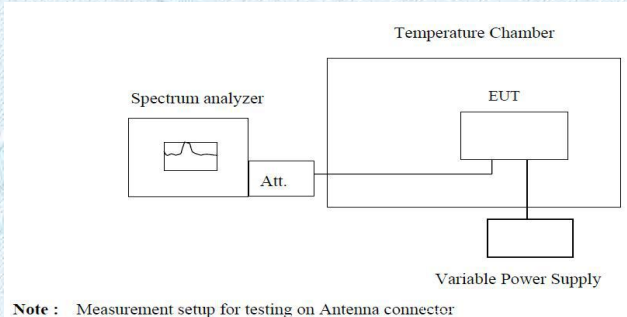 Temperature Chamber
Spectrum analyzer
EUT
Att.
Variable Power Supply
Note : Measurement setup for testing on Antenna connector